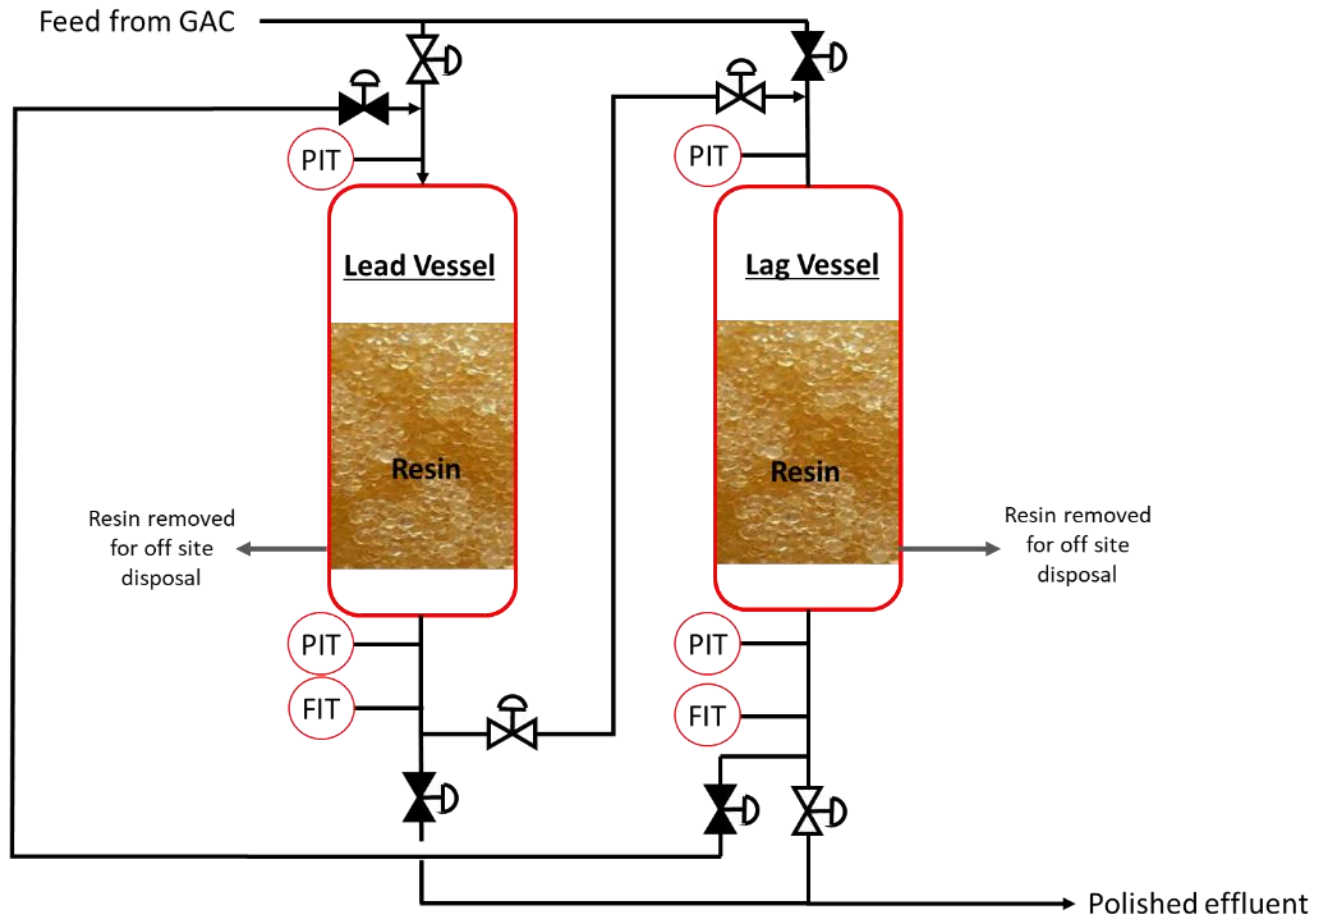 Feed from GAC
PIT
PIT
Lead Vessel
Lag Vessel
Resin
Resin
Resin removed
for off site
disposal
Resin removed
for off site
disposal
PIT
PIT
FIT
FIT
Polished effluent